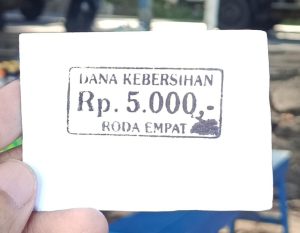 DANA KEBERSIHAN
Rp. 5.000,-
RODA EMPAT